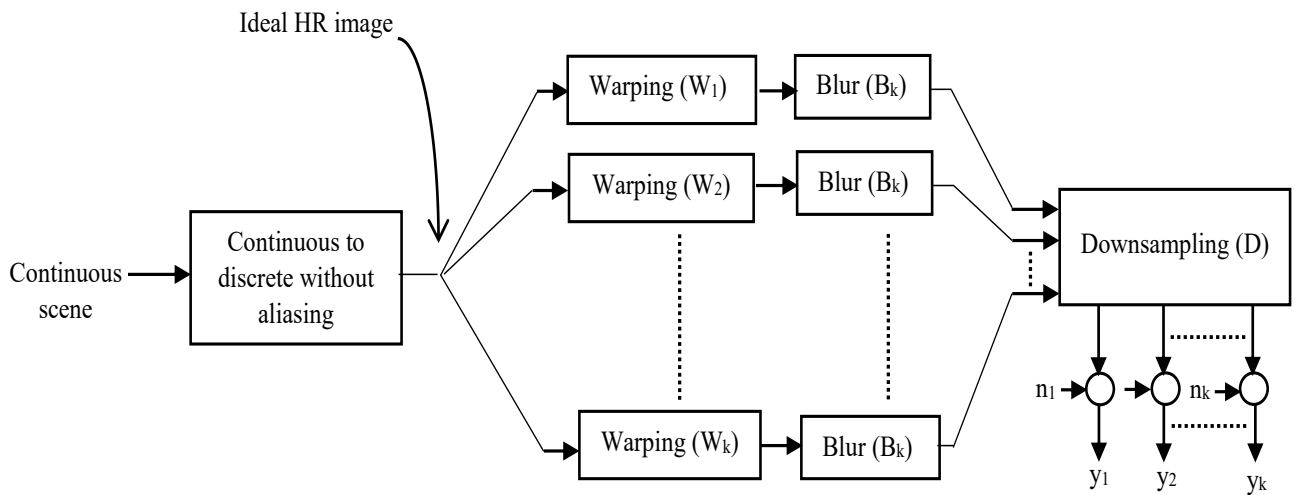 Ideal HR image
Warping (W1)
Blur (Bk)
Warping (W2)
Blur (Bk)
Continuous
scene
Continuous to
discrete without
aliasing
Downsampling (D)
Warping (Wk)
Blur (Bk)
n1
nk
y1
y2
yk